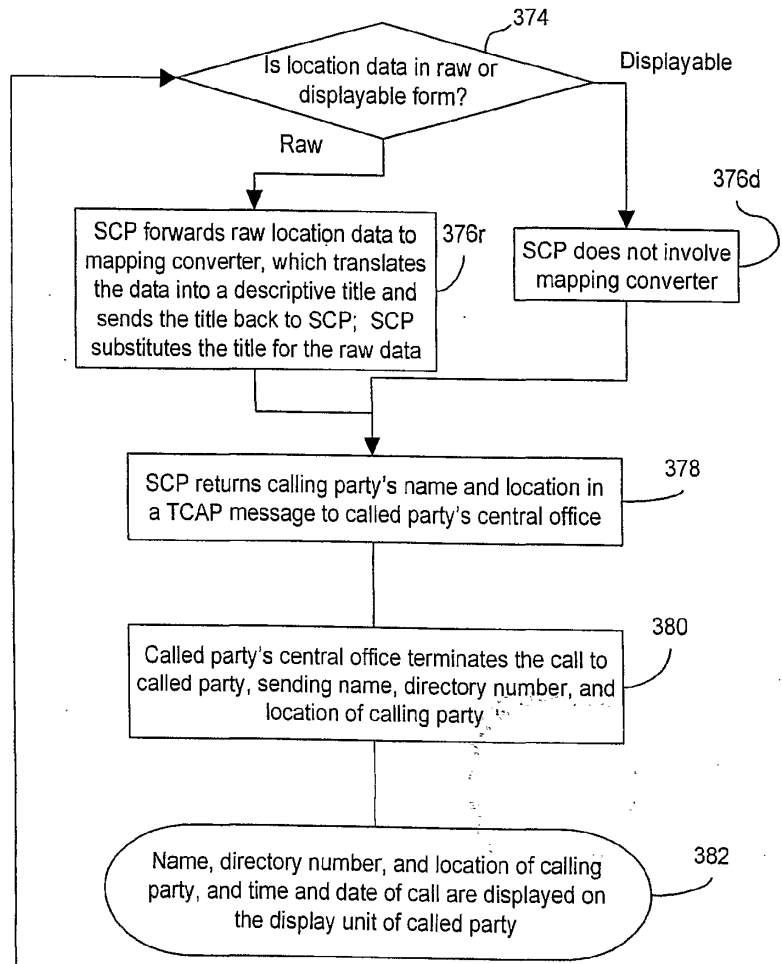 374
Is location data in raw or
displayable form?
Displayable
Raw
376d
SCP forwards raw location data to
mapping converter, which translates
the data into a descriptive title and
sends the title back to SCP; SCP
substitutes the title for the raw data
376r
SCP does not involve
mapping converter
SCP returns calling party's name and location in
a TCAP message to called party's central office
378
380
Called party's central office terminates the call to
called party, sending name, directory number, and
location of calling party
Name, directory number, and location of calling
party, and time and date of call are displayed on
the display unit of called party
382